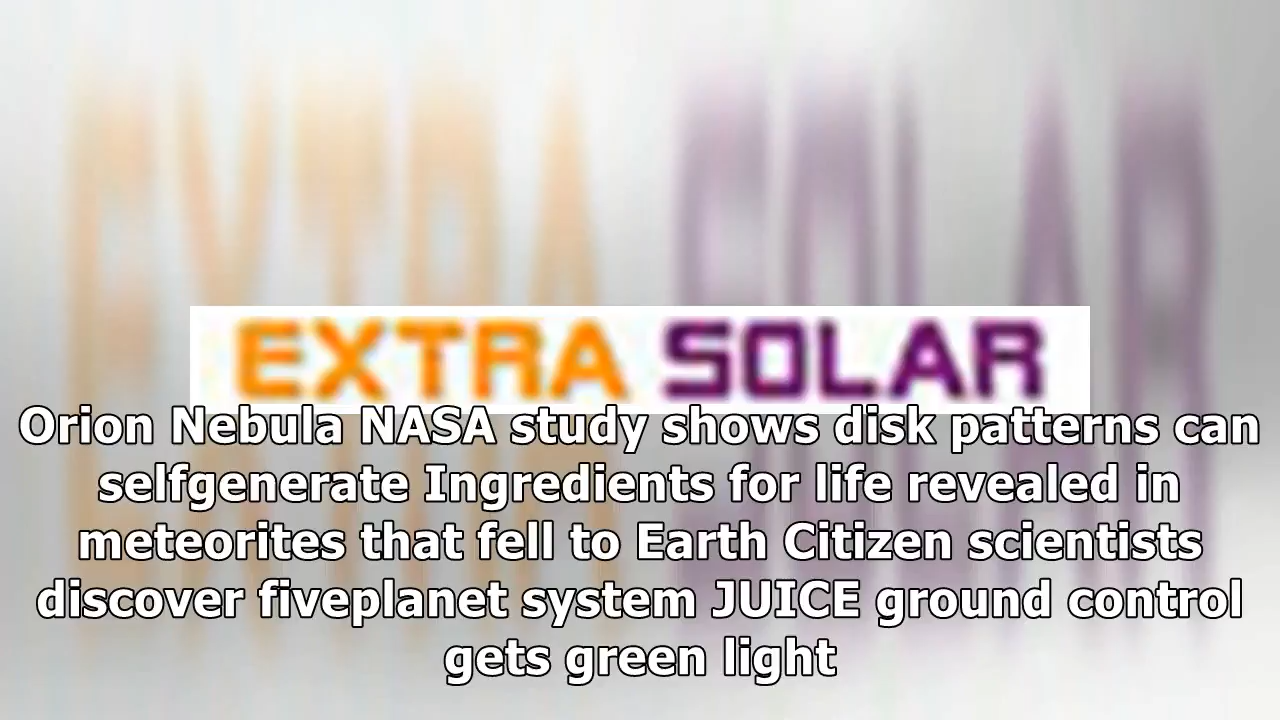 EXTRA SOLAR
Orion Nebula NASA study shows disk patterns can
selfgenerate Ingredients for life revealed in
meteorites that fell to Earth Citizen scientists
discover fiveplanet system JUICE ground control
gets green light